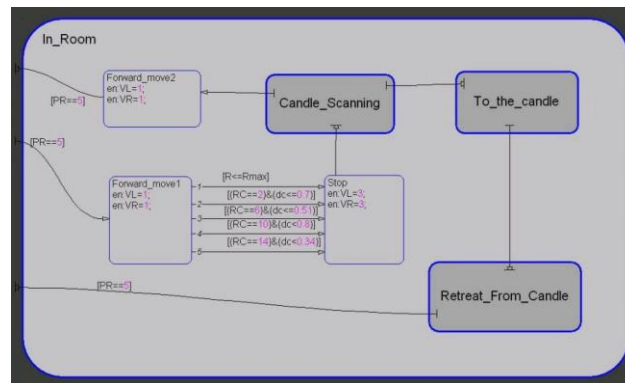 In_Room
Forward_move2
en:VL=1;
en:VR=1;
[PR==5]
Candle_Scanning
To_the_candle
[PR==5]
Forward_move1
en:VL=1;
en:VR=1;
1
2
3
4
5
[R<=Rmax]
[(RC==2)&(dc<=0.7)]
[(RC==6)&(dc<=0.51)]
[(RC==10)&(dc<0.8)]
[(RC==14)&(dc<0.34)]
Stop
en:VL=3;
en:VR=3;
[PR==5]
Retreat_From_Candle